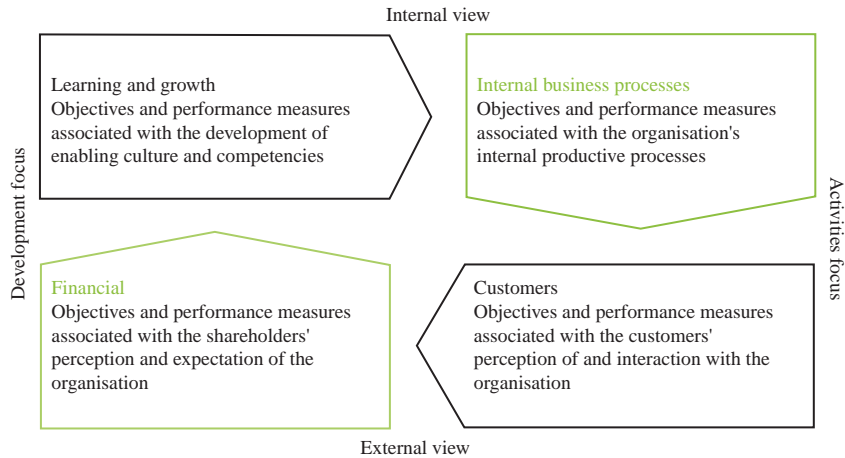 Internal view
Learning and growth
Objectives and performance measures
associated with the development of
enabling culture and competencies
Internal business processes
Objectives and performance measures
associated with the organisation's
internal productive processes
Development focus
Activities focus
Financial
Objectives and performance measures
associated with the shareholders'
perception and expectation of the
organisation
Customers
Objectives and performance measures
associated with the customers'
perception of and interaction with the
organisation
External view